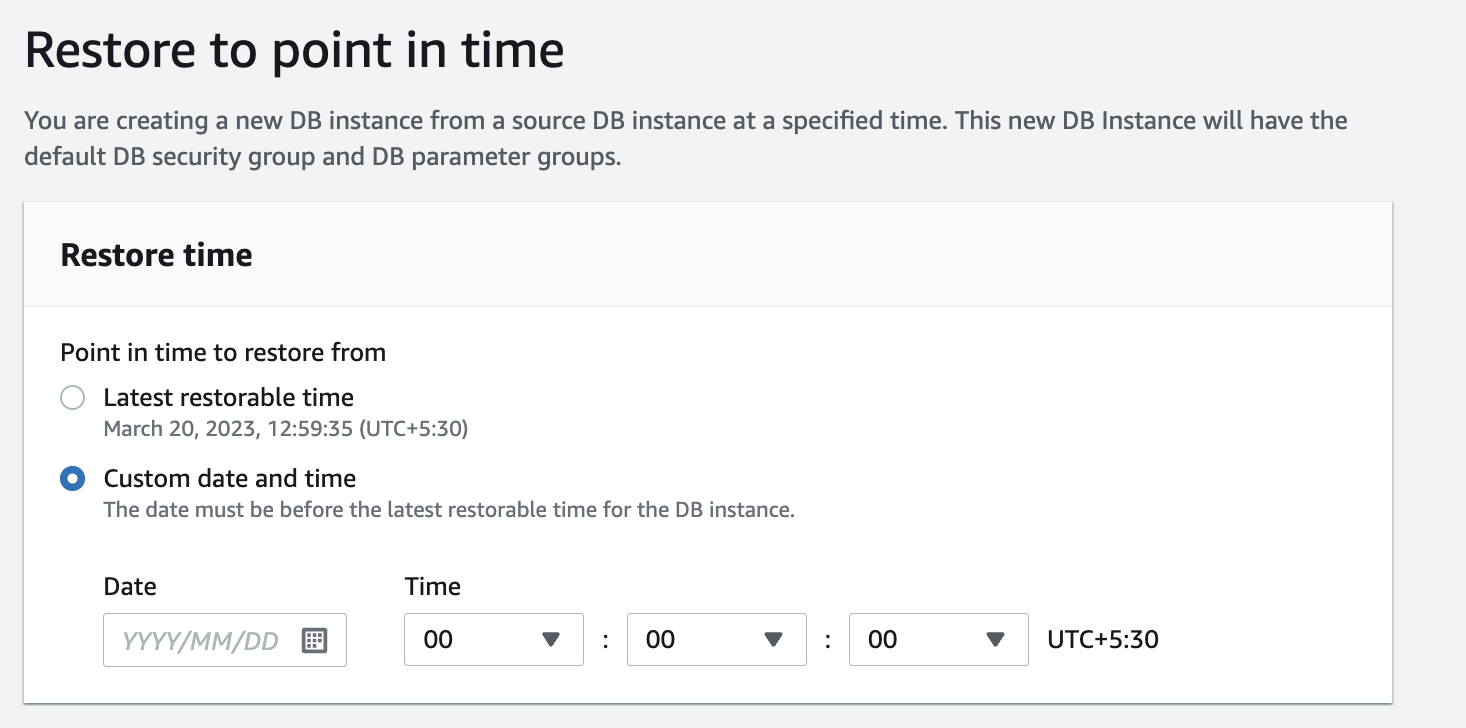 Restore to point in time
You are creating a new DB instance from a source DB instance at a specified time. This new DB Instance will have the
default DB security group and DB parameter groups.
Restore time
Point in time to restore from
Latest restorable time
March 20, 2023, 12:59:35 (UTC+5:30)
Custom date and time
The date must be before the latest restorable time for the DB instance.
Date Time
YYYY/MM/DD 00 : 00 : 00 UTC+5:30